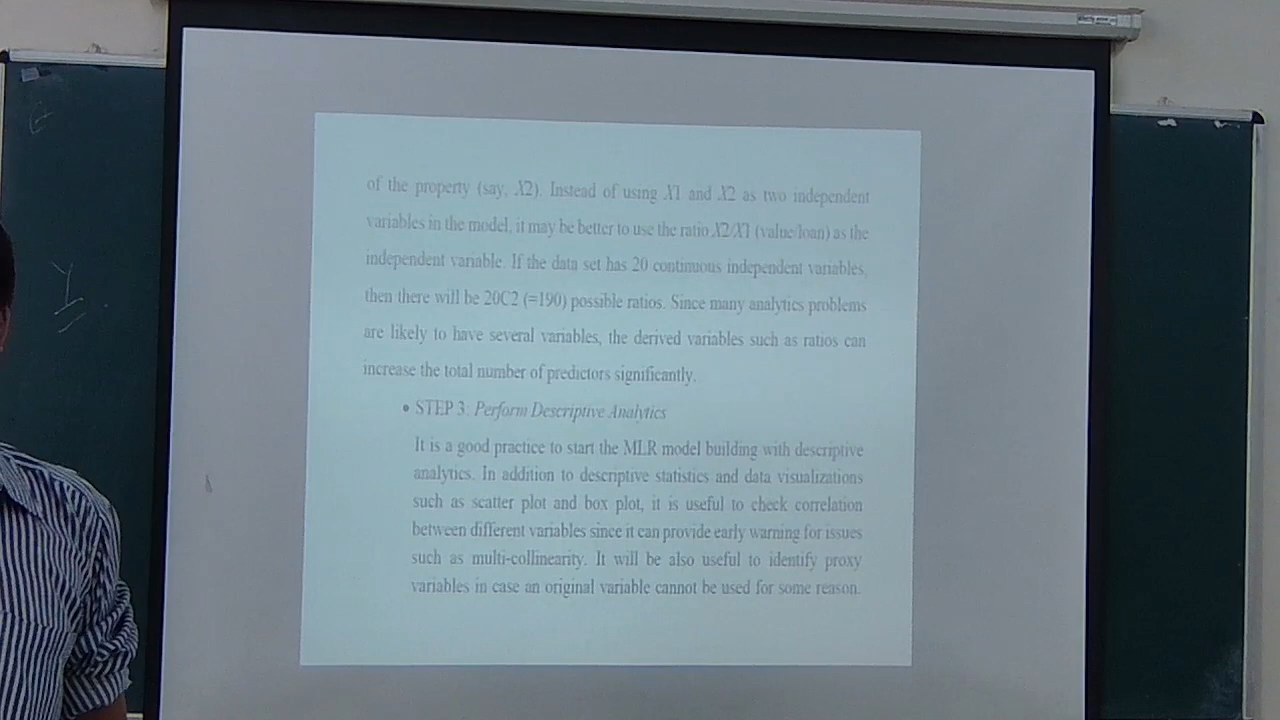 of the property (say, X2). Instead of using X1 and X2 as two independent
variables in the model, it may be better to use the ratio X2/X1 (value/loan) as the
independent variable. If the data set has 20 continuous independent variables,
then there will be 20C2 (=190) possible ratios. Since many analytics problems
are likely to have several variables, the derived variables such as ratios can
increase the total number of predictors significantly.
• STEP 3: Perform Descriptive Analytics
It is a good practice to start the MLR model building with descriptive
analytics. In addition to descriptive statistics and data visualizations
such as scatter plot and box plot, it is useful to check correlation
between different variables since it can provide early warning for issues
such as multi-collinearity. It will be also useful to identify proxy
variables in case an original variable cannot be used for some reason.